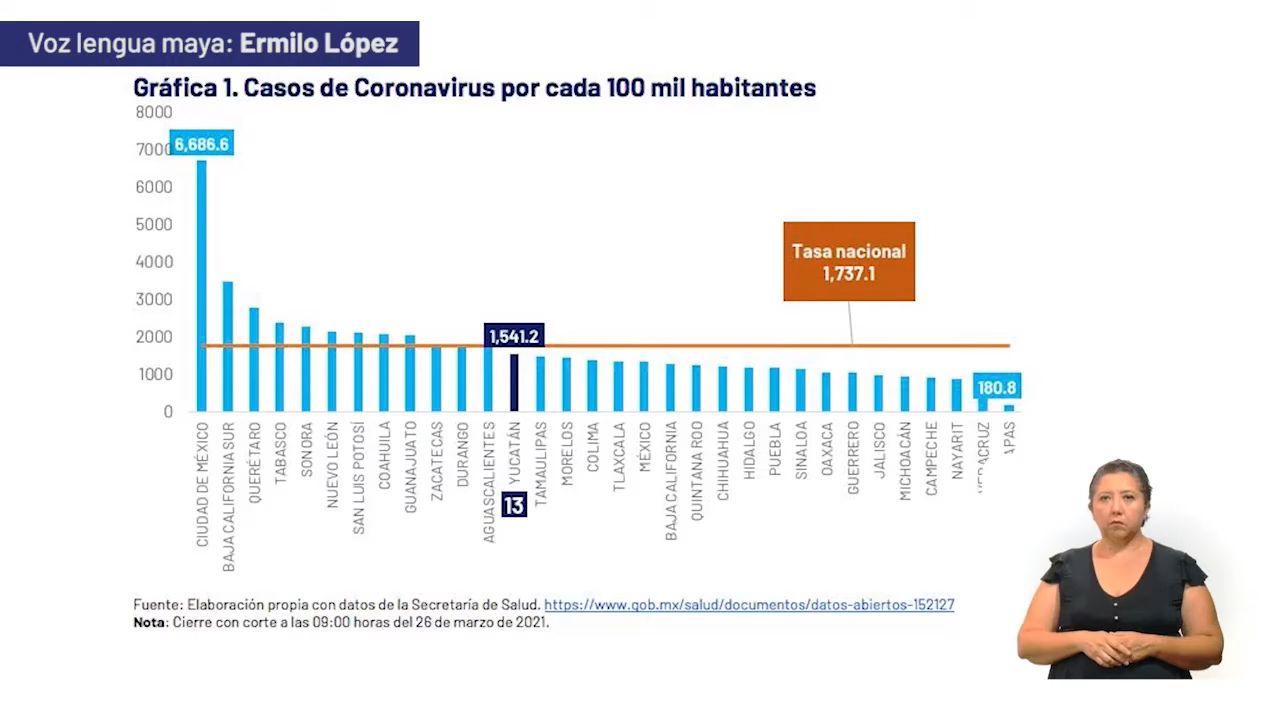 Voz lengua maya: Ermilo López
Gráfica 1. Casos de Coronavirus por cada 100 mil habitantes
8000
7000
6000
5000
4000
3000
2000
1000
0
6,686.6
1,541.2
Tasa nacional
1,737.1
180.8
CIUDAD DE MÉXICO
BAJA CALIFORNIA SUR
QUERÉTARO
TABASCO
SONORA
NUEVO LEÓN
SAN LUIS POTOSÍ
COAHUILA
GUANAJUATO
ZACATECAS
DURANGO
AGUASCALIENTES
YUCATÁN
13
TAMAULIPAS
MORELOS
COLIMA
TLAXCALA
MÉXICO
BAJA CALIFORNIA
QUINTANA ROO
CHIHUAHUA
HIDALGO
PUEBLA
SINALOA
OAXACA
GUERRERO
JALISCO
MICHOACÁN
CAMPECHE
NAYARIT
Fuente: Elaboración propia con datos de la Secretaría de Salud. https://www.gob.mx/salud/documentos/datos-abiertos-152127
Nota: Cierre con corte a las 09:00 horas del 26 de marzo de 2021.